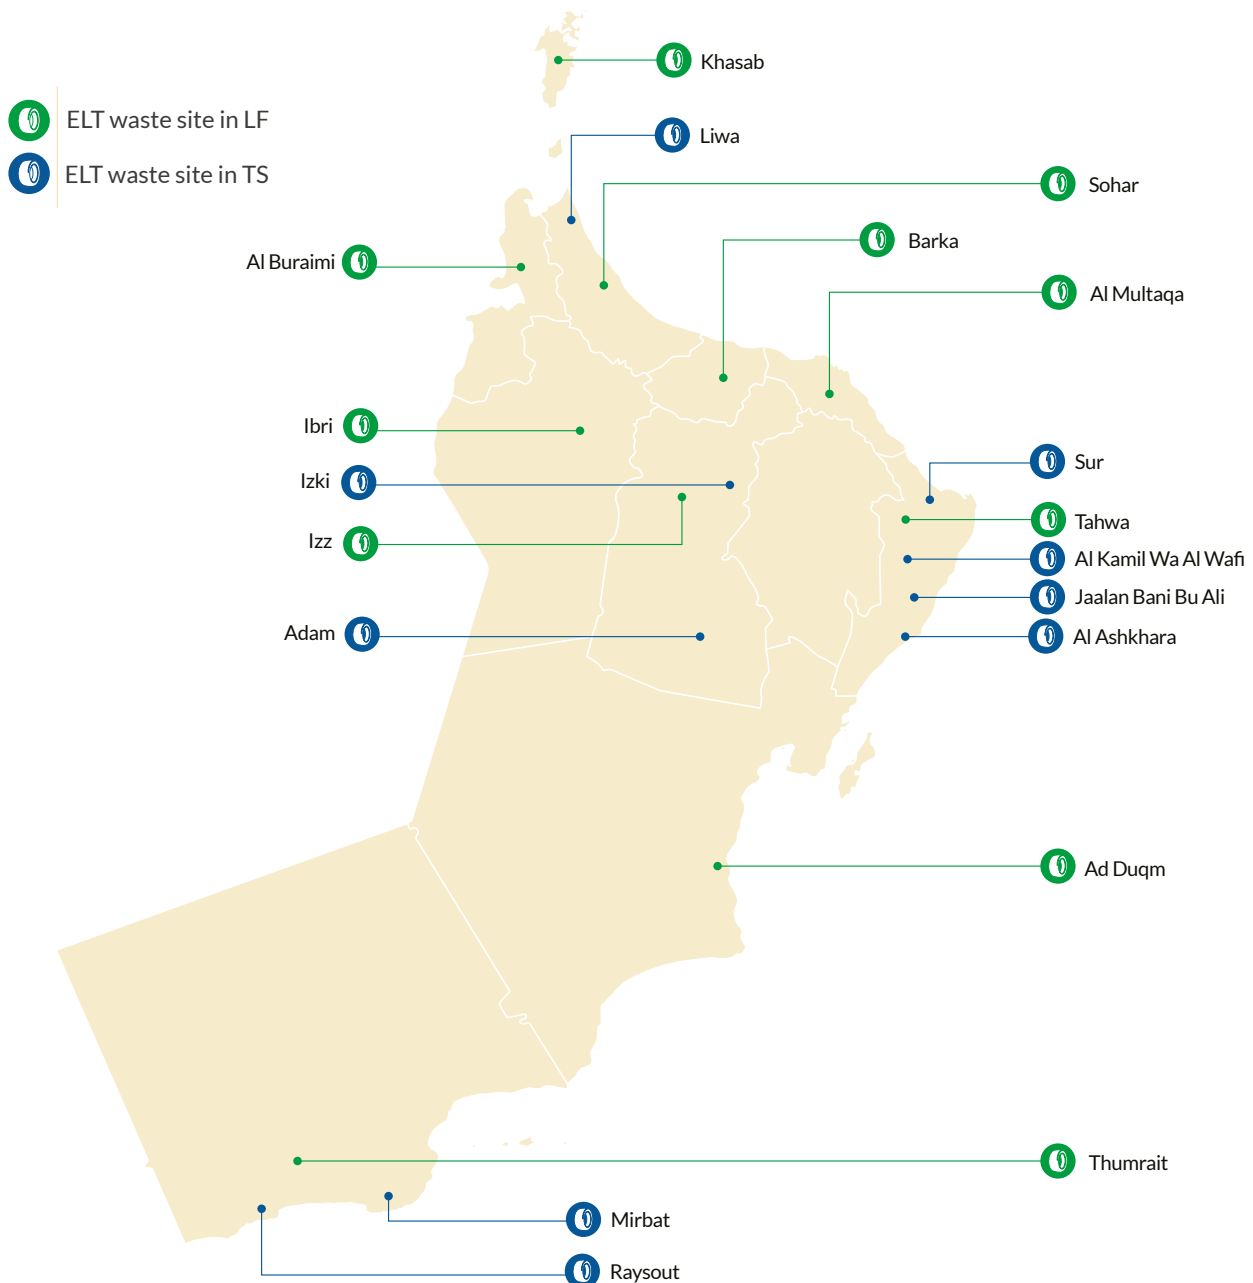 Khasab
ELT waste site in LF
Liwa
ELT waste site in TS
Sohar
Barka
Al Buraimi
Al Multaqa
Ibri
Sur
Izki
Tahwa
Izz
Al Kamil Wa Al Wafi
Jaalan Bani Bu Ali
Adam
Al Ashkhara
Ad Duqm
Thumrait
Mirbat
Raysout